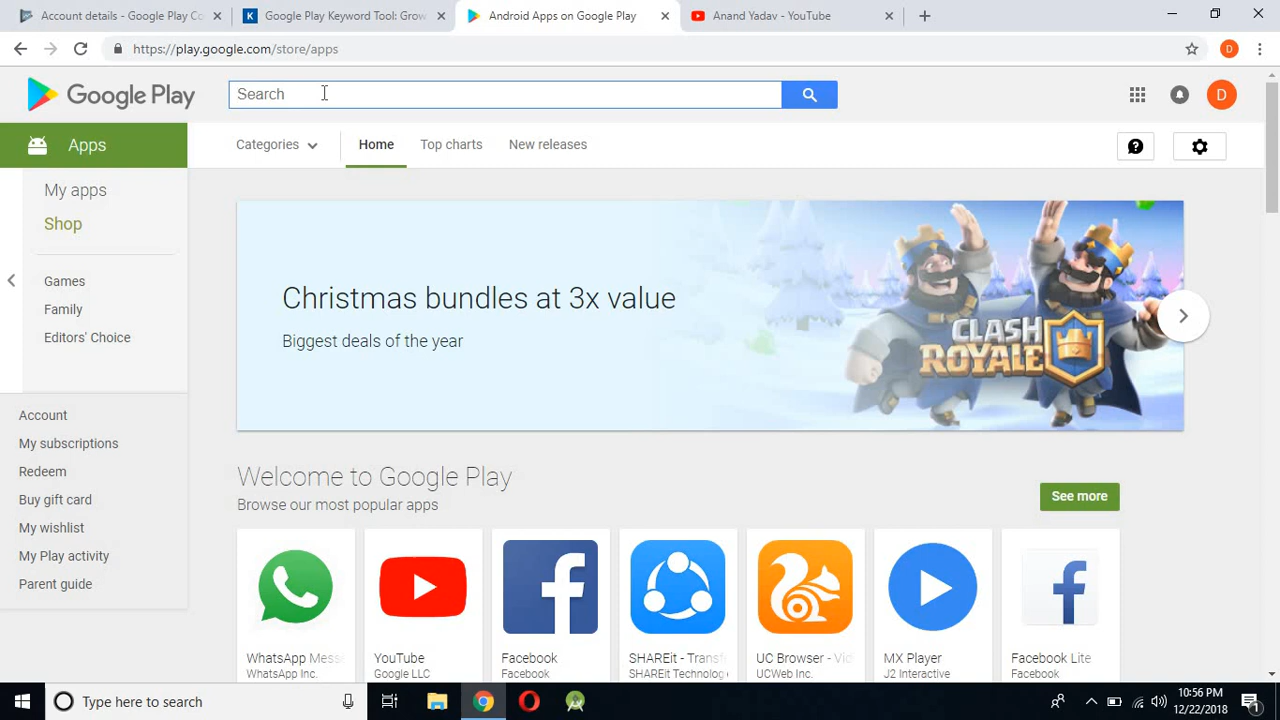 Account details - Google Play Co
Google Play Keyword Tool: Grow
Android Apps on Google Play
Anand Yadav - YouTube
https://play.google.com/store/apps
D
Google Play
Search
D
Apps
Categories
Home
Top charts
New releases
My apps
Shop
Games
Family
Editors' Choice
Account
My subscriptions
Redeem
Buy gift card
My wishlist
My Play activity
Parent guide
Christmas bundles at 3x value
Biggest deals of the year
CLASH
ROYALE
Welcome to Google Play
Browse our most popular apps
See more
WhatsApp Mess
WhatsApp Inc.
YouTube
Google LLC
Facebook
Facebook
SHAREit - Transf
SHAREit Technolog
UC Browser - Vi
UCWeb Inc.
MX Player
J2 Interactive
Facebook Lite
Facebook
Type here to search
10:56 PM
12/22/2018